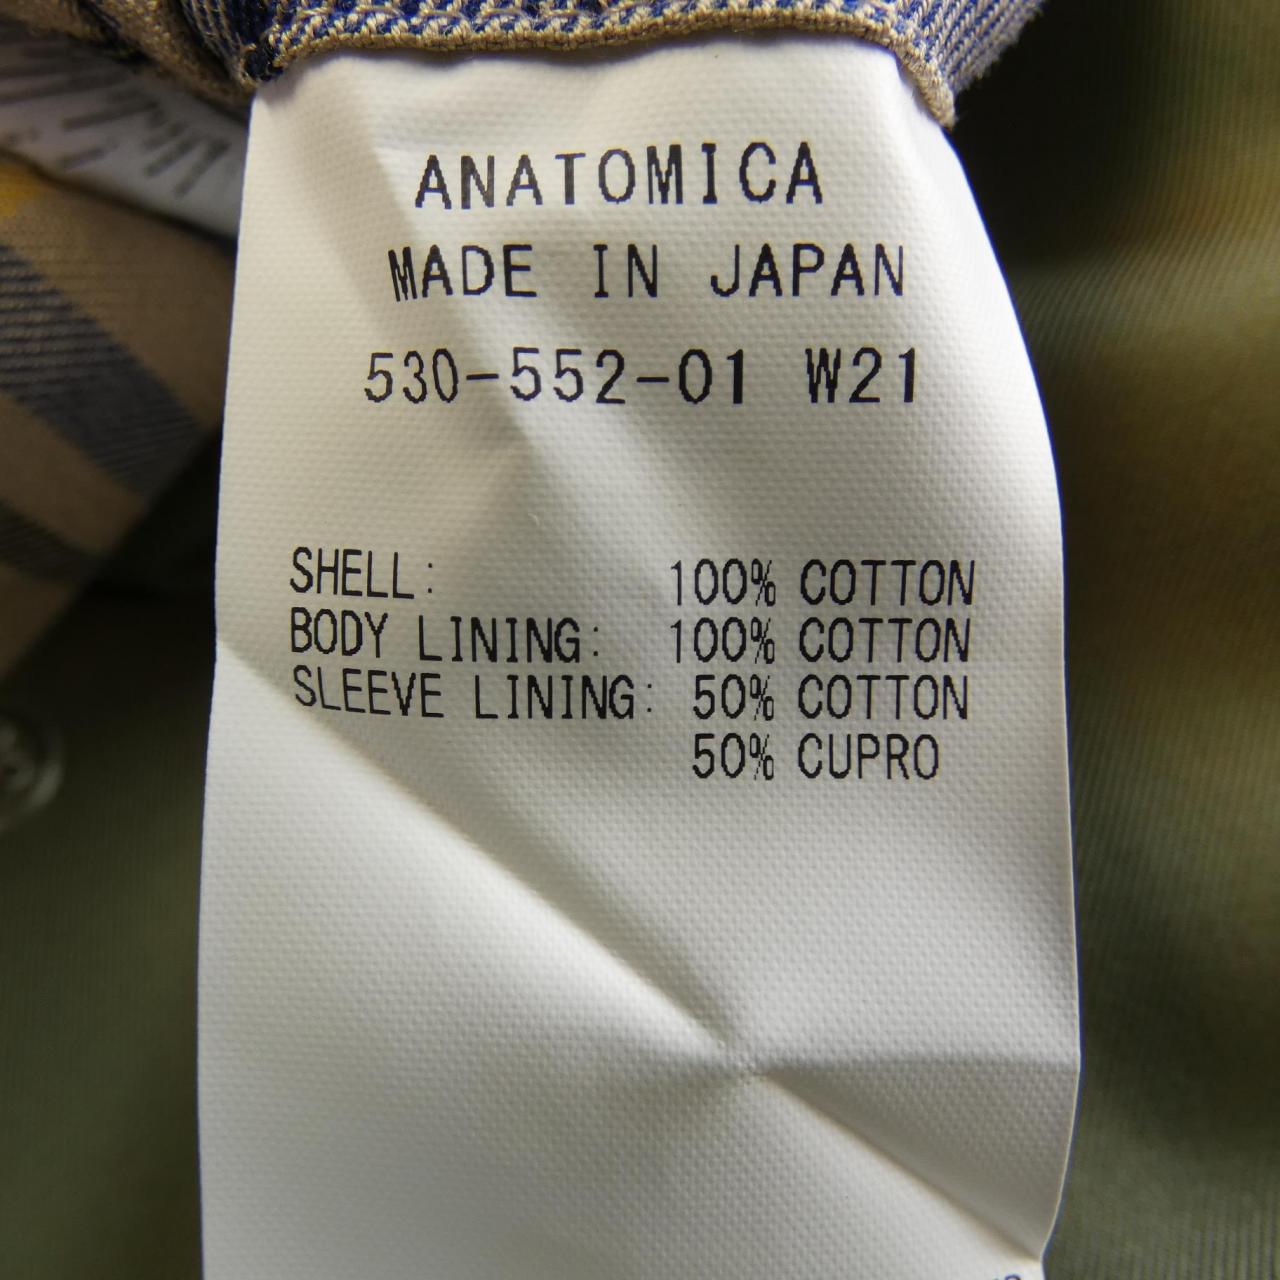 ANATOMICA
MADE IN JAPAN
530-552-01 W21
SHELL: 100% COTTON
BODY LINING: 100% COTTON
SLEEVE LINING: 50% COTTON
50% CUPRO